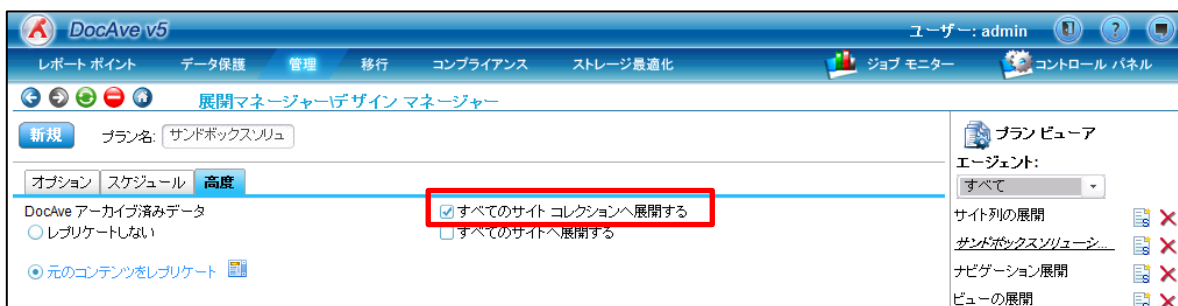 DocAve v5
ユーザー: admin
レポート ポイント データ保護 管理 移行 コンプライアンス ストレージ最適化 ジョブ モニター コントロール パネル
展開マネージャー\デザイン マネージャー
新規 プラン名: サンドボックスソリュ
プラン ビューア
エージェント:
すべて
オプション スケジュール 高度
DocAve アーカイブ済みデータ
レプリケートしない
元のコンテンツをレプリケート
すべてのサイト コレクションへ展開する
すべてのサイトへ展開する
サイト列の展開
サンドボックスソリューシ...
ナビゲーション展開
ビューの展開